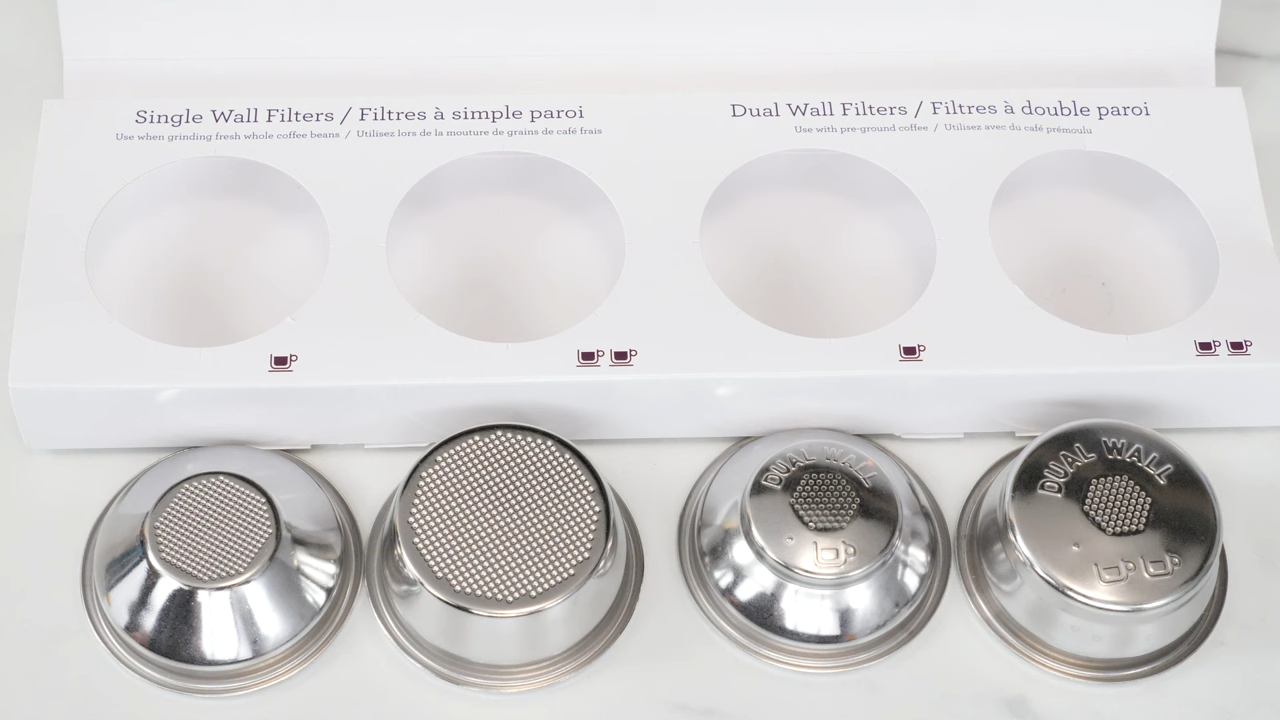 Single Wall Filters / Filtres à simple paroi
Use when grinding fresh whole coffee beans / Utilisez lors de la mouture de grains de café frais
Dual Wall Filters / Filtres à double paroi
Use with pre-ground coffee / Utilisez avec du café prémoulu
DUAL WALL
DUAL WALL